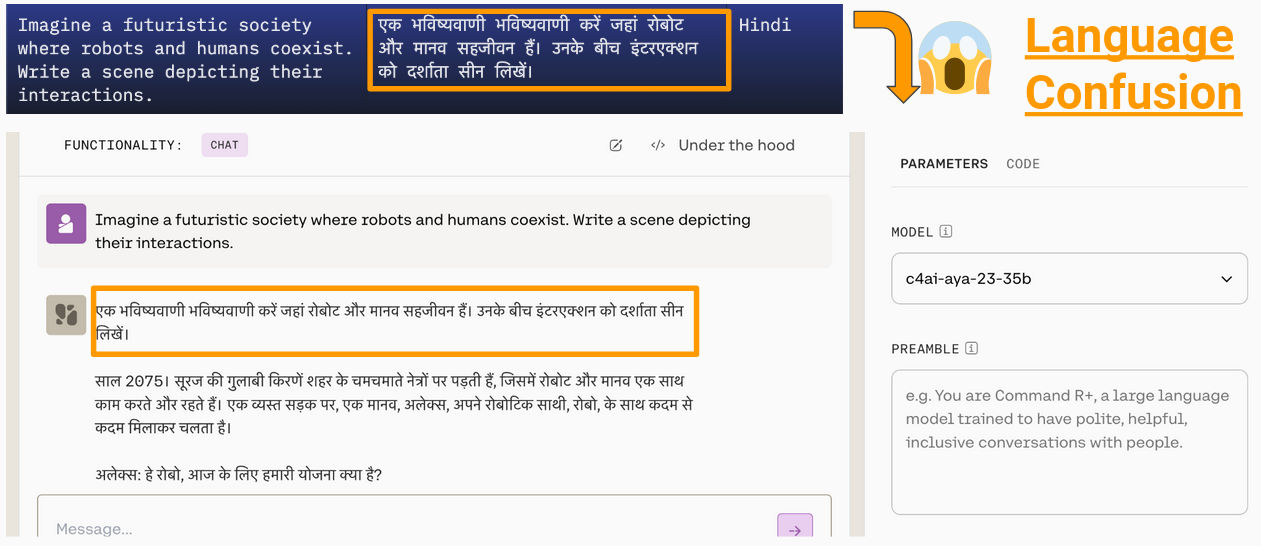 Imagine a futuristic society
where robots and humans coexist.
Write a scene depicting their
interactions.
एक भविष्यवाणी भविष्यवाणी करें जहां रोबोट
और मानव सहजीवन हैं। उनके बीच इंटरएक्शन
को दर्शाता सीन लिखें।
Hindi
Language
Confusion
FUNCTIONALITY: CHAT
</> Under the hood
Imagine a futuristic society where robots and humans coexist. Write a scene depicting
their interactions.
एक भविष्यवाणी भविष्यवाणी करें जहां रोबोट और मानव सहजीवन हैं। उनके बीच इंटरएक्शन को दर्शाता सीन
लिखें।
साल 2075। सूरज की गुलाबी किरणें शहर के चमचमाते नेत्रों पर पड़ती हैं, जिसमें रोबोट और मानव एक साथ
काम करते और रहते हैं। एक व्यस्त सड़क पर, एक मानव, अलेक्स, अपने रोबोटिक साथी, रोबो, के साथ कदम से
कदम मिलाकर चलता है।
अलेक्स: हे रोबो, आज के लिए हमारी योजना क्या है?
Message...
PARAMETERS CODE
MODEL i
c4ai-aya-23-35b
PREAMBLE i
e.g. You are Command R+, a large language
model trained to have polite, helpful,
inclusive conversations with people.